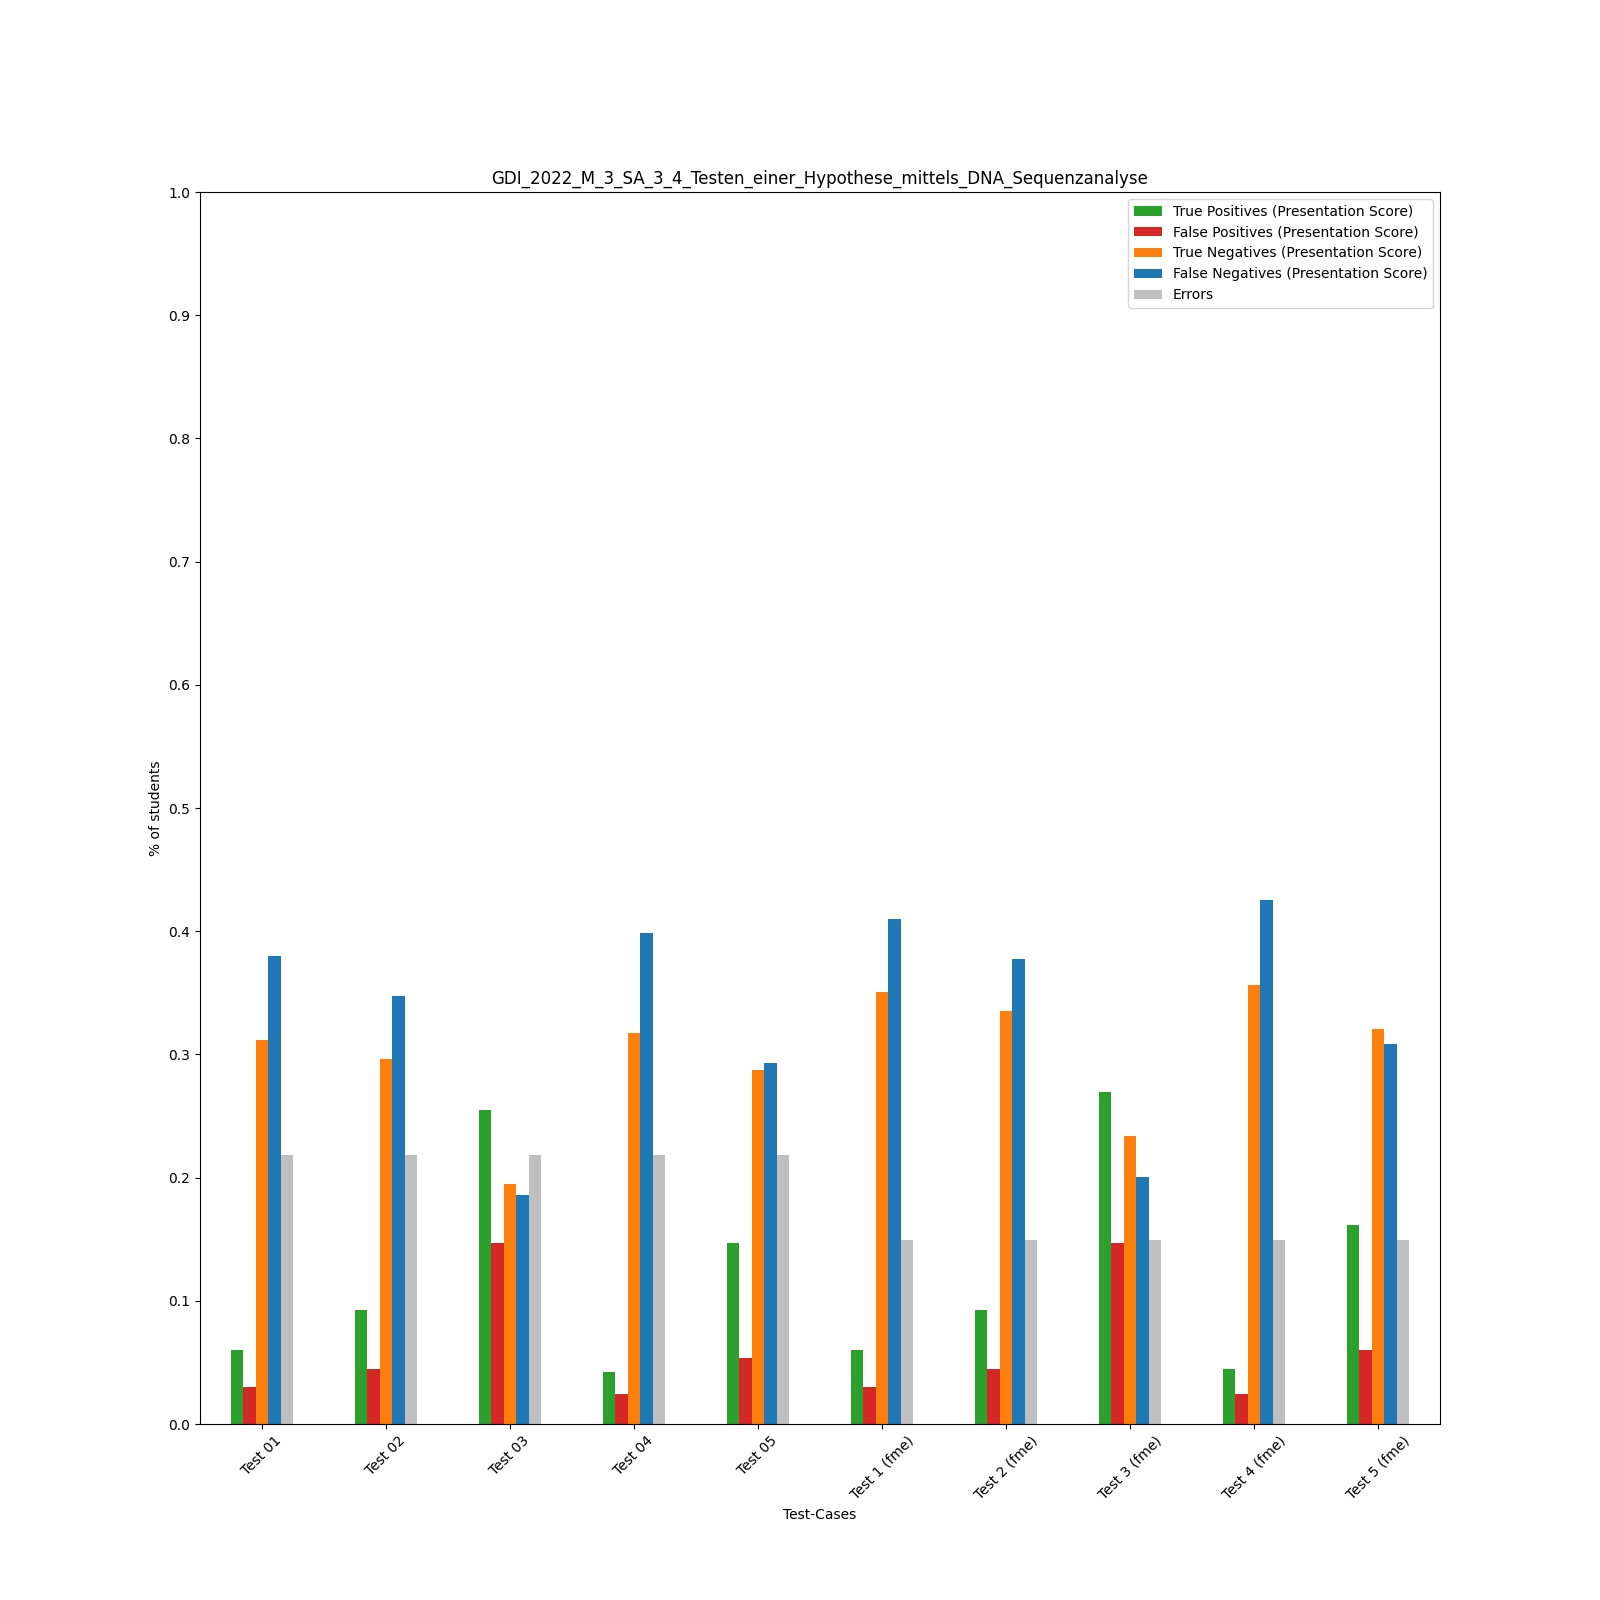 GDI_2022_M_3_SA_3_4_Testen_einer_Hypothese_mittels_DNA_Sequenzanalyse
True Positives (Presentation Score)
False Positives (Presentation Score)
True Negatives (Presentation Score)
False Negatives (Presentation Score)
Errors
% of students
1.0
0.9
0.8
0.7
0.6
0.5
0.4
0.3
0.2
0.1
0.0
Test 01
Test 02
Test 03
Test 04
Test 05
Test 1 (fme)
Test 2 (fme)
Test 3 (fme)
Test 4 (fme)
Test 5 (fme)
Test-Cases